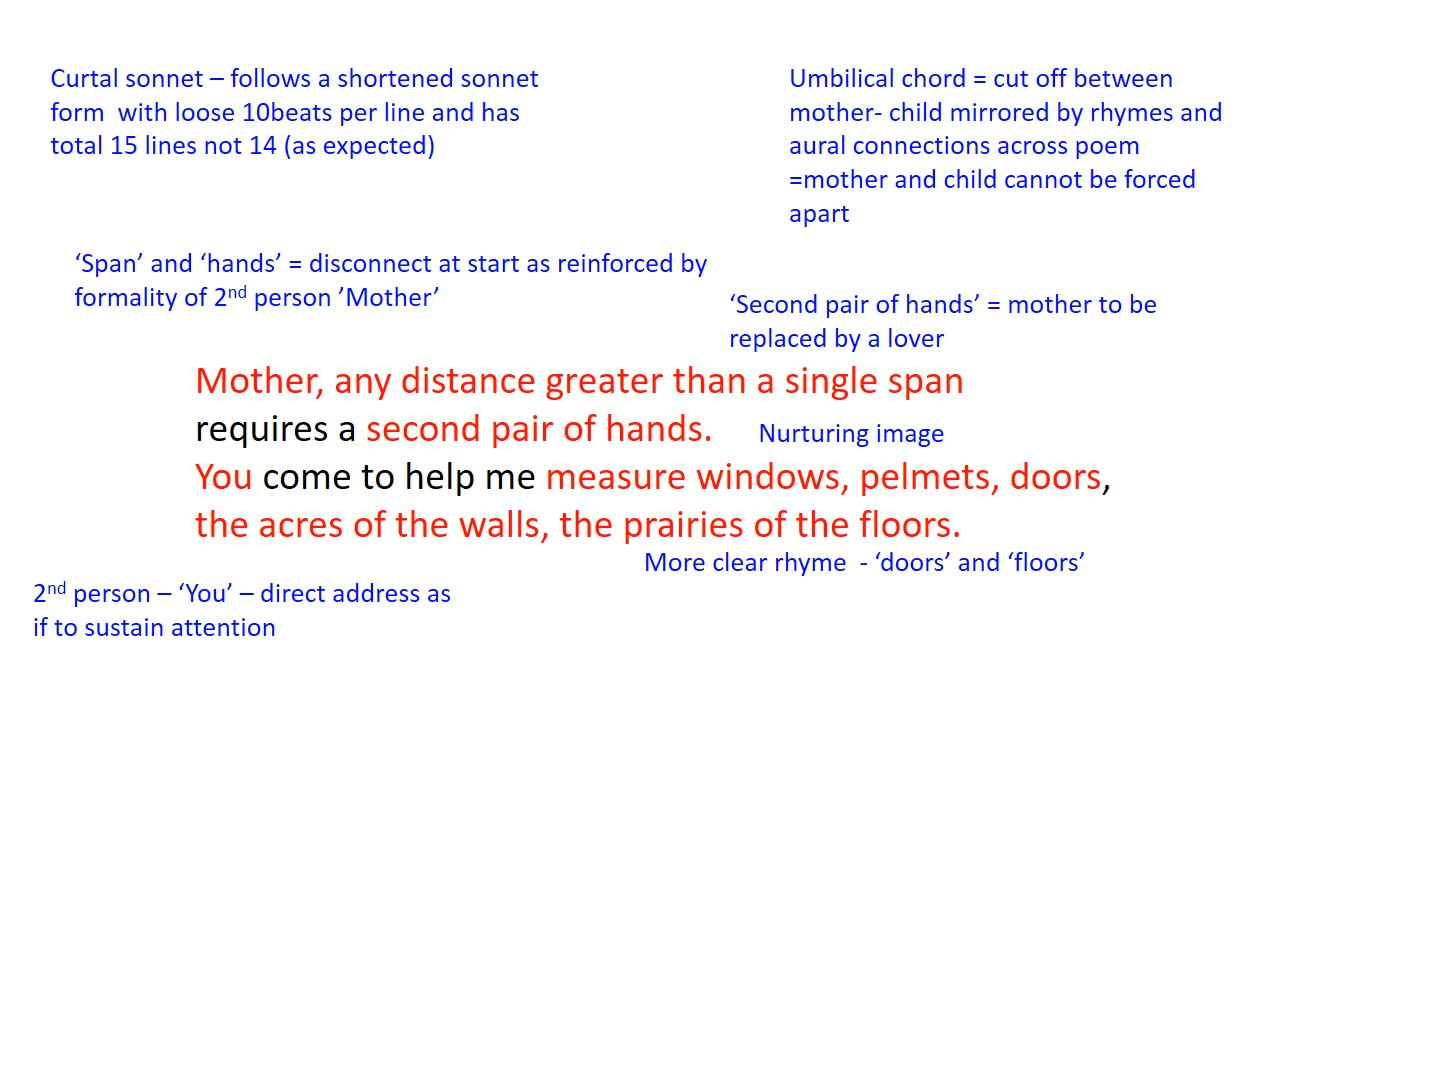 Curtal sonnet – follows a shortened sonnet
form  with loose 10beats per line and has
total 15 lines not 14 (as expected)
Umbilical chord = cut off between
mother- child mirrored by rhymes and
aural connections across poem
=mother and child cannot be forced
apart
‘Span’ and ‘hands’ = disconnect at start as reinforced by
formality of 2nd person ’Mother’
‘Second pair of hands’ = mother to be
replaced by a lover
Mother, any distance greater than a single span
requires a second pair of hands.
Nurturing image
You come to help me measure windows, pelmets, doors,
the acres of the walls, the prairies of the floors.
More clear rhyme  - ‘doors’ and ‘floors’
2nd person – ‘You’ – direct address as
if to sustain attention